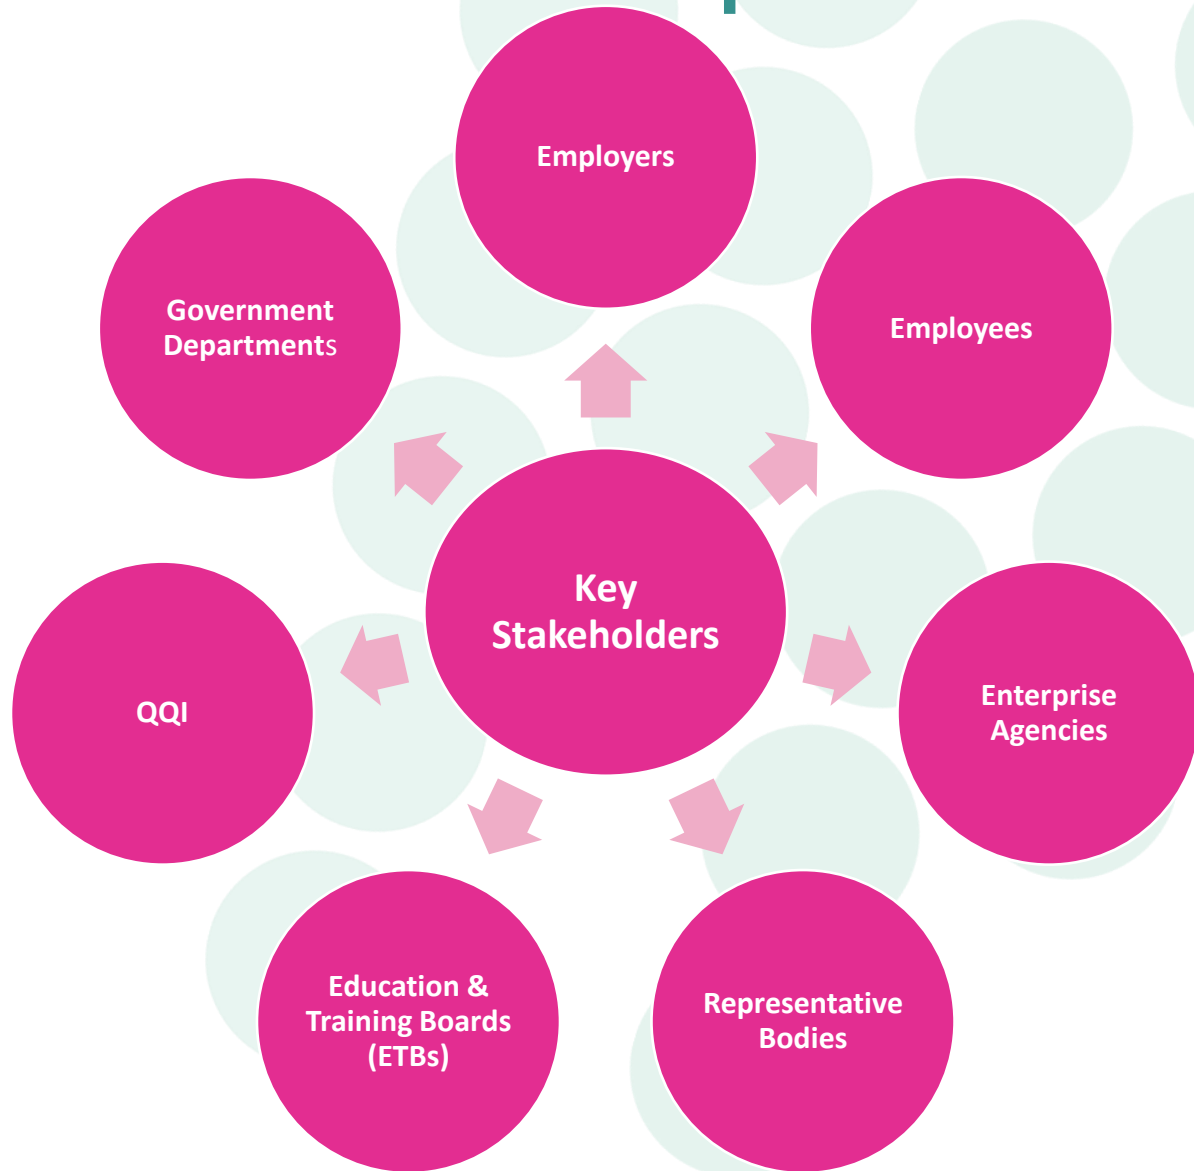 Employers
Government
Departments
Employees
Key
Stakeholders
QQI
Enterprise
Agencies
Education &
Training Boards
(ETBs)
Representative
Bodies